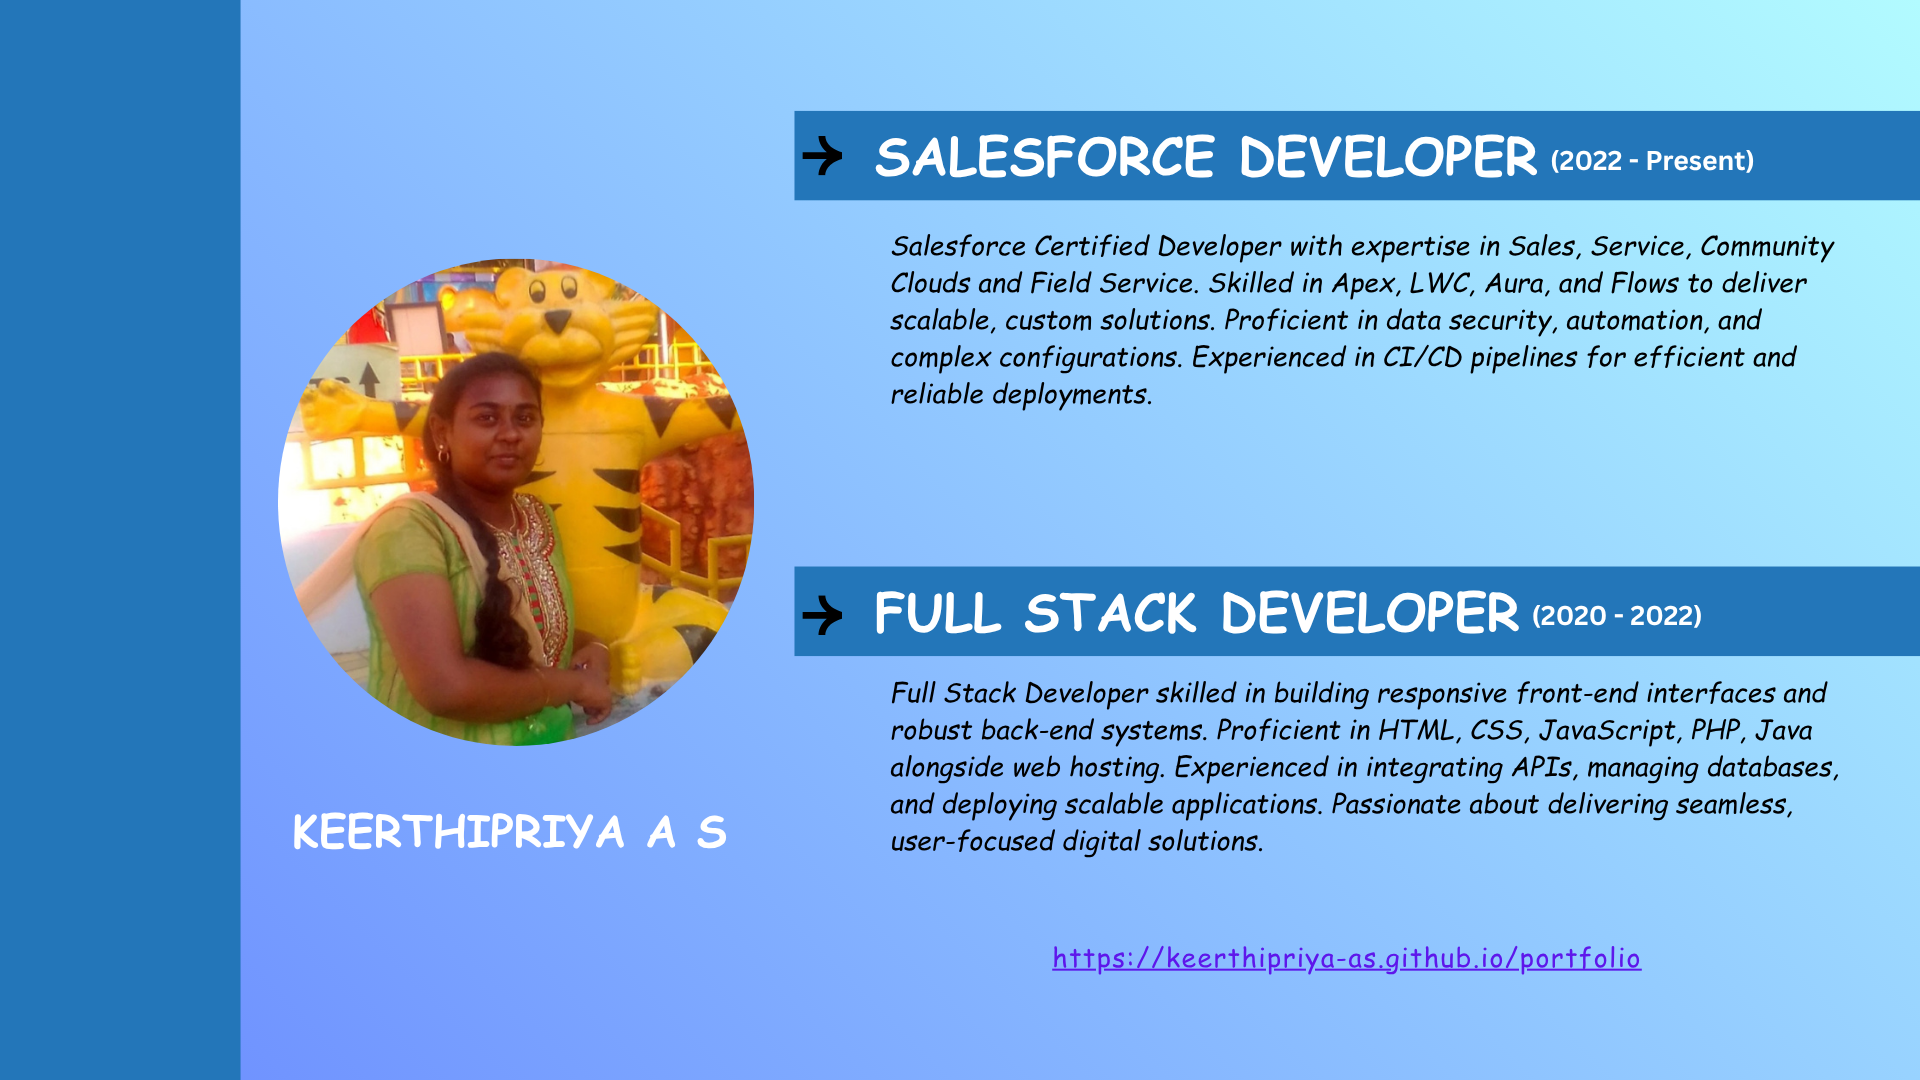 SALESFORCE DEVELOPER (2022 - Present)
Salesforce Certified Developer with expertise in Sales, Service, Community
Clouds and Field Service. Skilled in Apex, LWC, Aura, and Flows to deliver
scalable, custom solutions. Proficient in data security, automation, and
complex configurations. Experienced in CI/CD pipelines for efficient and
reliable deployments.
FULL STACK DEVELOPER (2020 - 2022)
Full Stack Developer skilled in building responsive front-end interfaces and
robust back-end systems. Proficient in HTML, CSS, JavaScript, PHP, Java
alongside web hosting. Experienced in integrating APIs, managing databases,
and deploying scalable applications. Passionate about delivering seamless,
user-focused digital solutions.
KEERTHIPRIYA A S
https://keerthipriya-as.github.io/portfolio